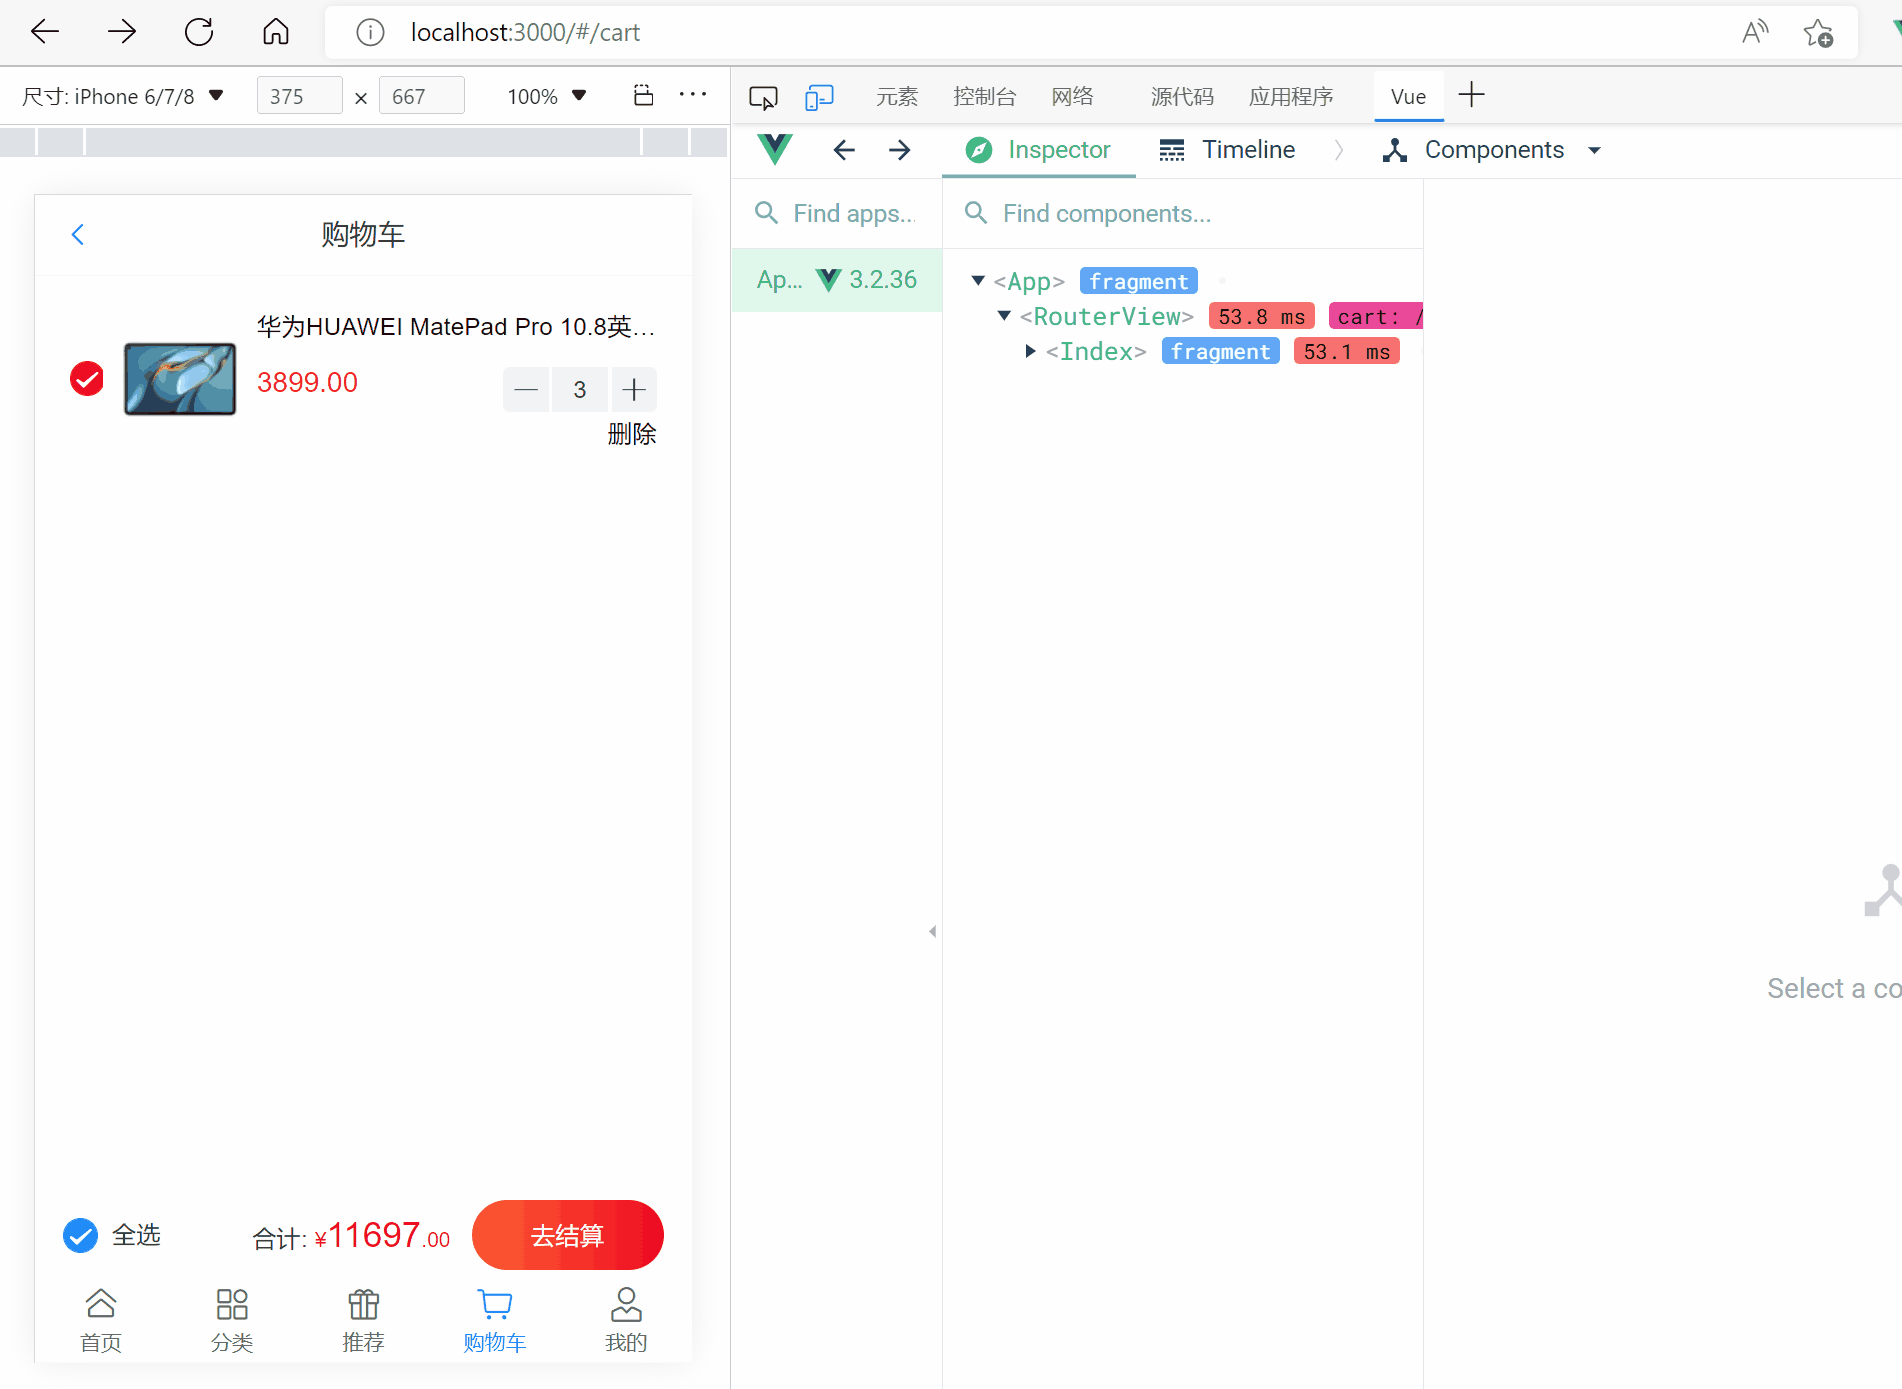 localhost:3000/#/cart
尺寸: iPhone 6/7/8 375 × 667 100%
元素 控制台 网络 源代码 应用程序 Vue
Inspector Timeline Components
Find apps... Find components...
Ap... 3.2.36
<App> fragment
<RouterView> 53.8 ms cart: /
<Index> fragment 53.1 ms
Select a co
购物车
华为HUAWEI MatePad Pro 10.8英...
3899.00
3
删除
全选 合计: ¥11697.00 去结算
首页 分类 推荐 购物车 我的